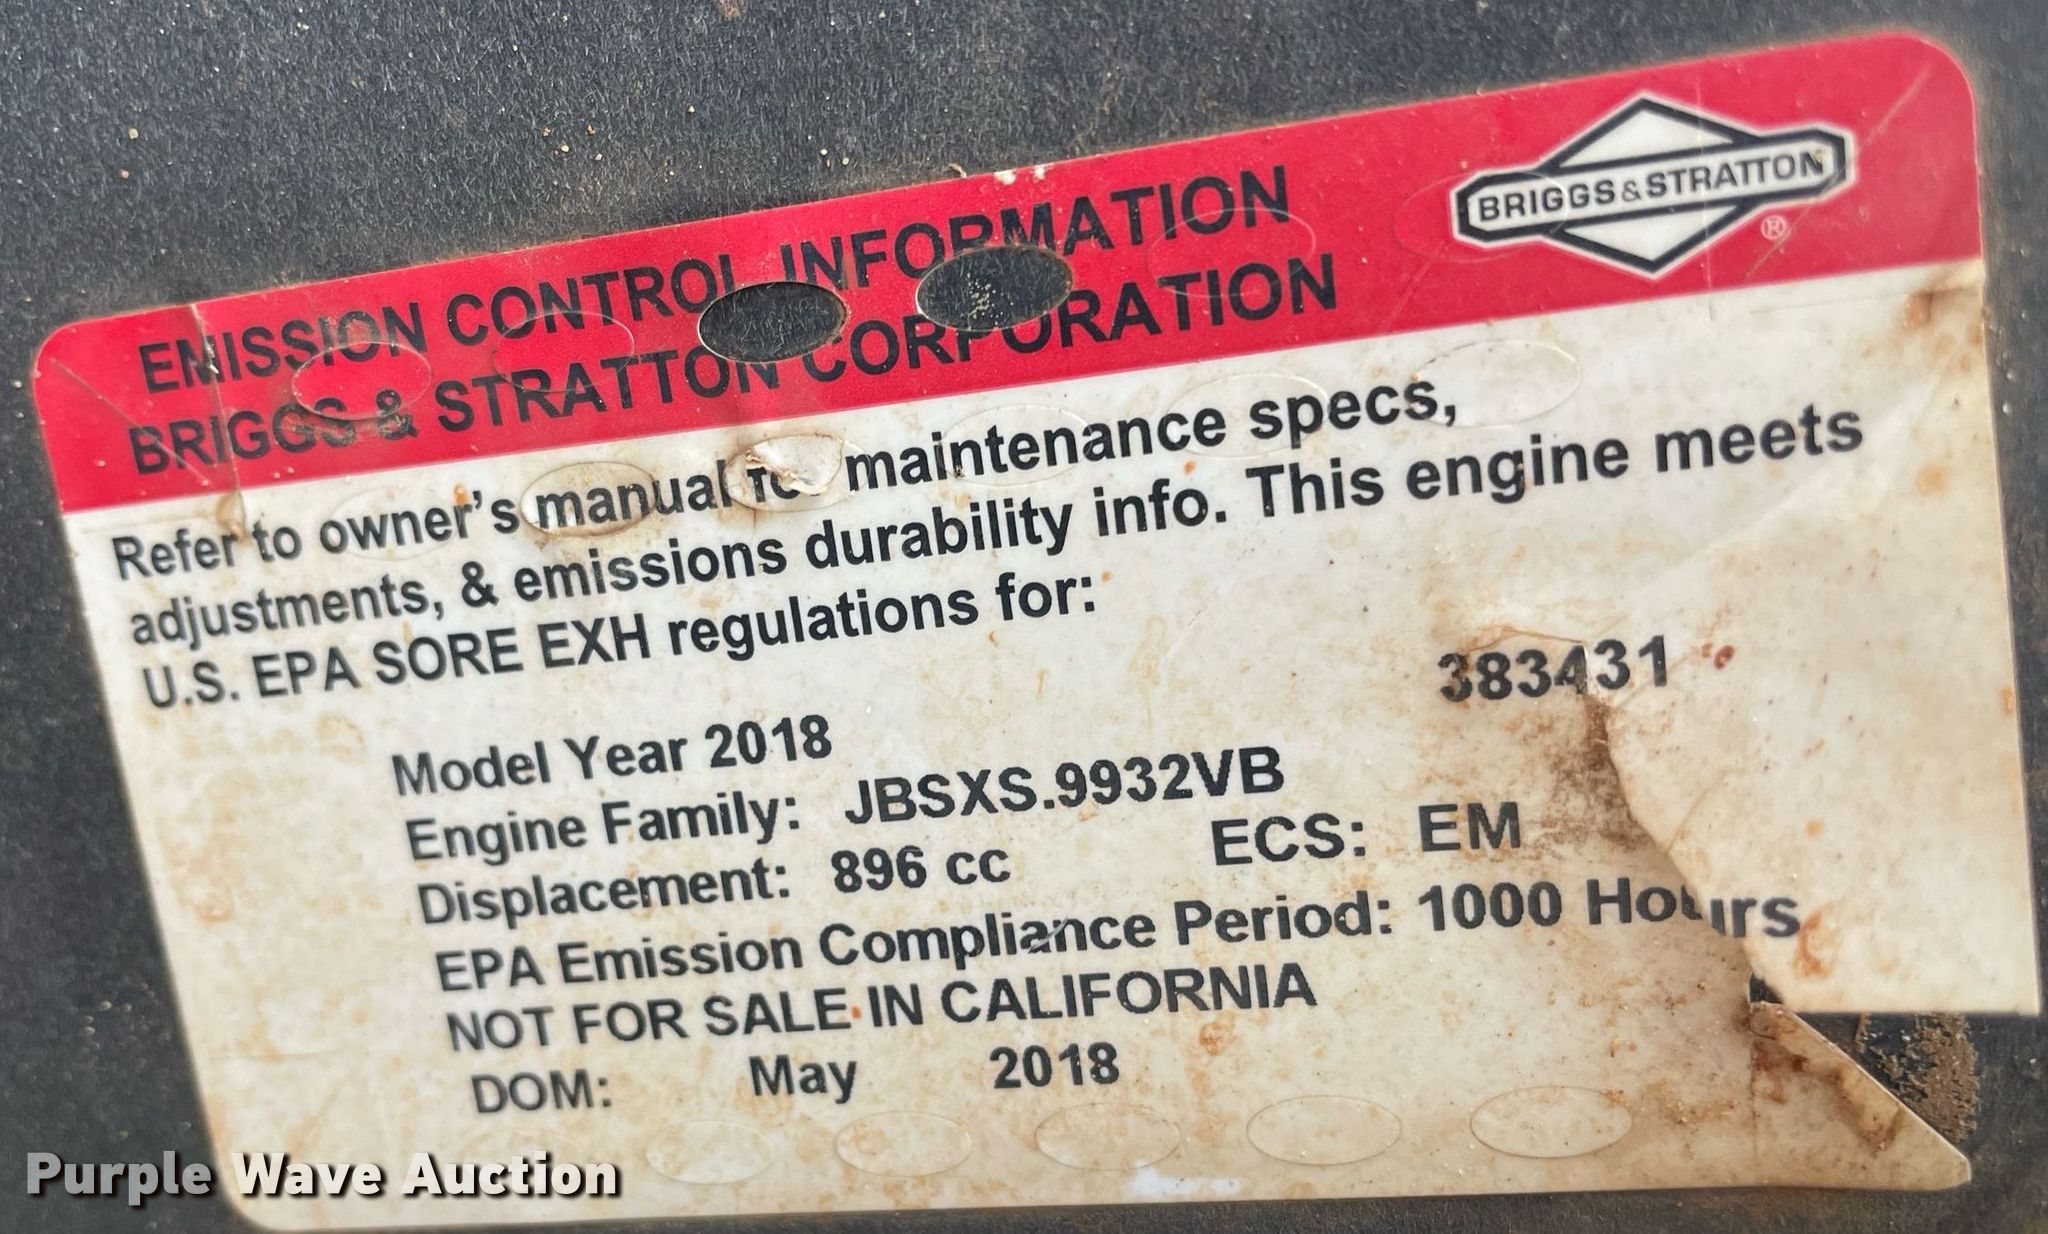 EMISSION CONTROL INFORMATION
BRIGGS & STRATTON CORPORATION
BRIGGS & STRATTON
®
Refer to owner's manual for maintenance specs,
adjustments, & emissions durability info. This engine meets
U.S. EPA SORE EXH regulations for:
383431
Model Year 2018
Engine Family: JBSXS.9932VB
Displacement: 896 cc ECS: EM
EPA Emission Compliance Period: 1000 Hours
NOT FOR SALE IN CALIFORNIA
DOM: May 2018
Purple Wave Auction